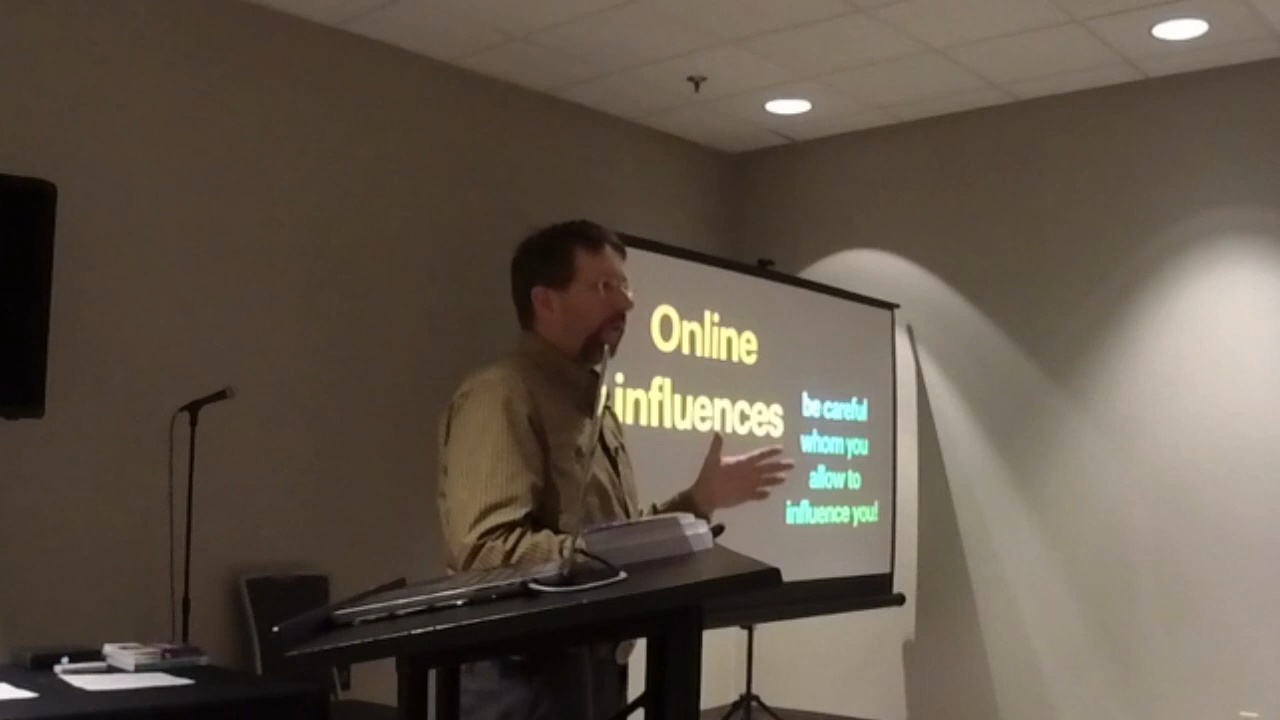 Online
influences
be careful
whom you
allow to
influence you!